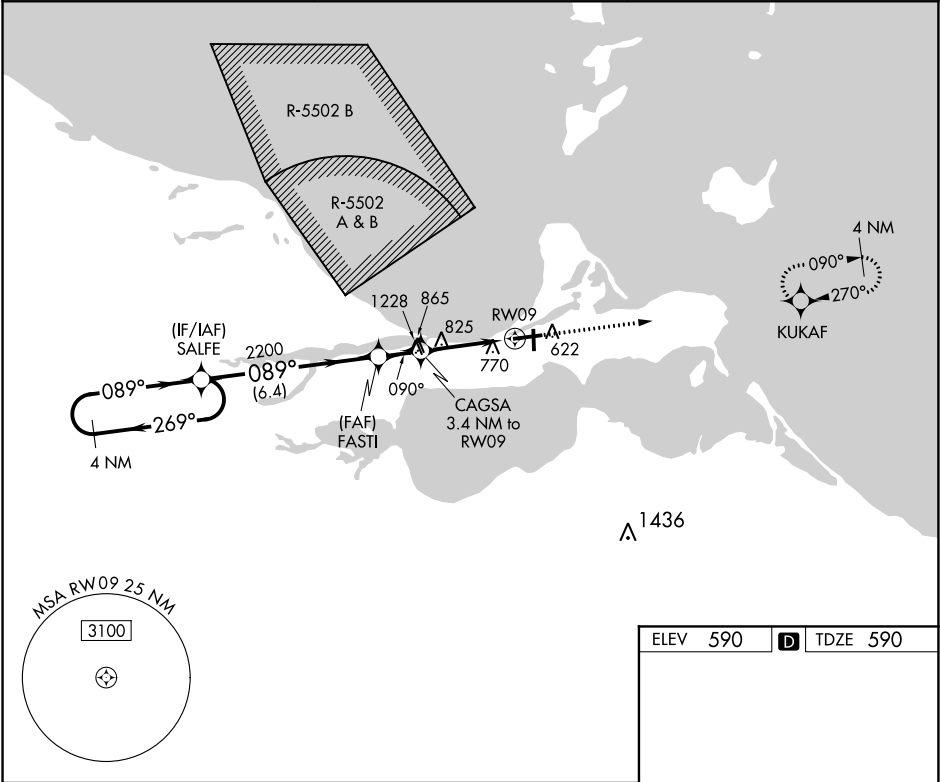 R-5502 B
R-5502
A & B
4 NM
090°
270°
KUKAF
1228
865
825
RW09
(IF/IAF)
SALFE
2200
089°
(6.4)
089°
269°
4 NM
090°
770
622
(FAF)
FASTI
CAGSA
3.4 NM to
RW09
1436
MSA RW09 25 NM
3100
ELEV 590 D TDZE 590